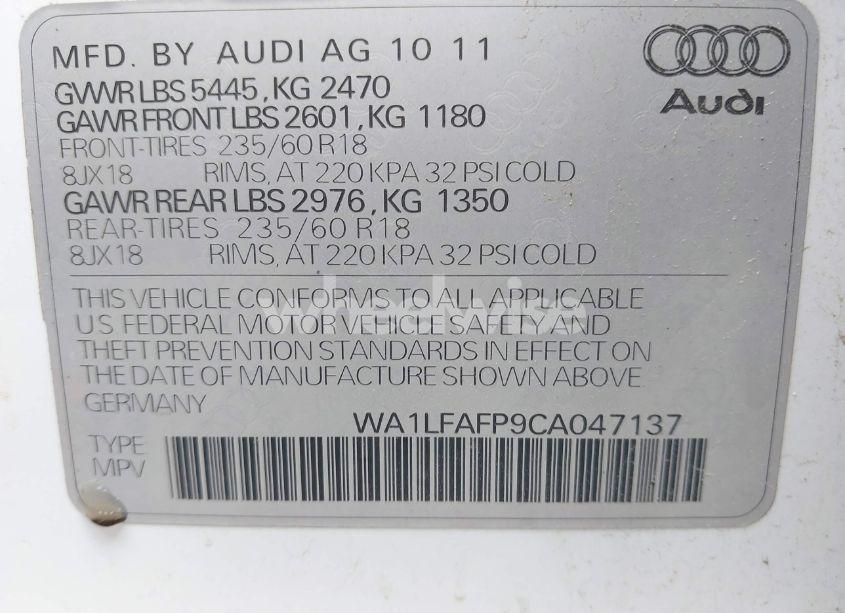 MFD. BY AUDI AG 10 11
Audi
GVWR LBS 5445, KG 2470
GAWR FRONT LBS 2601, KG 1180
FRONT-TIRES 235/60 R18
8JX18 RIMS, AT 220 KPA 32 PSI COLD
GAWR REAR LBS 2976, KG 1350
REAR-TIRES 235/60 R18
8JX18 RIMS, AT 220 KPA 32 PSI COLD
THIS VEHICLE CONFORMS TO ALL APPLICABLE
U.S. FEDERAL MOTOR VEHICLE SAFETY AND
THEFT PREVENTION STANDARDS IN EFFECT ON
THE DATE OF MANUFACTURE SHOWN ABOVE.
GERMANY
WA1LFAFP9CA047137
TYPE
MPV
wheelwise